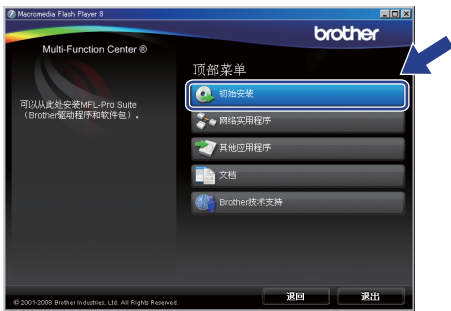 Macromedia Flash Player 8
brother
Multi-Function Center ®
顶部菜单
可以从此处安装MFL-Pro Suite
（Brother驱动程序和软件包）。
初始安装
网络实用程序
其他应用程序
文档
Brother技术支持
退回
退出
© 2001-2008 Brother Industries, Ltd. All Rights Reserved.